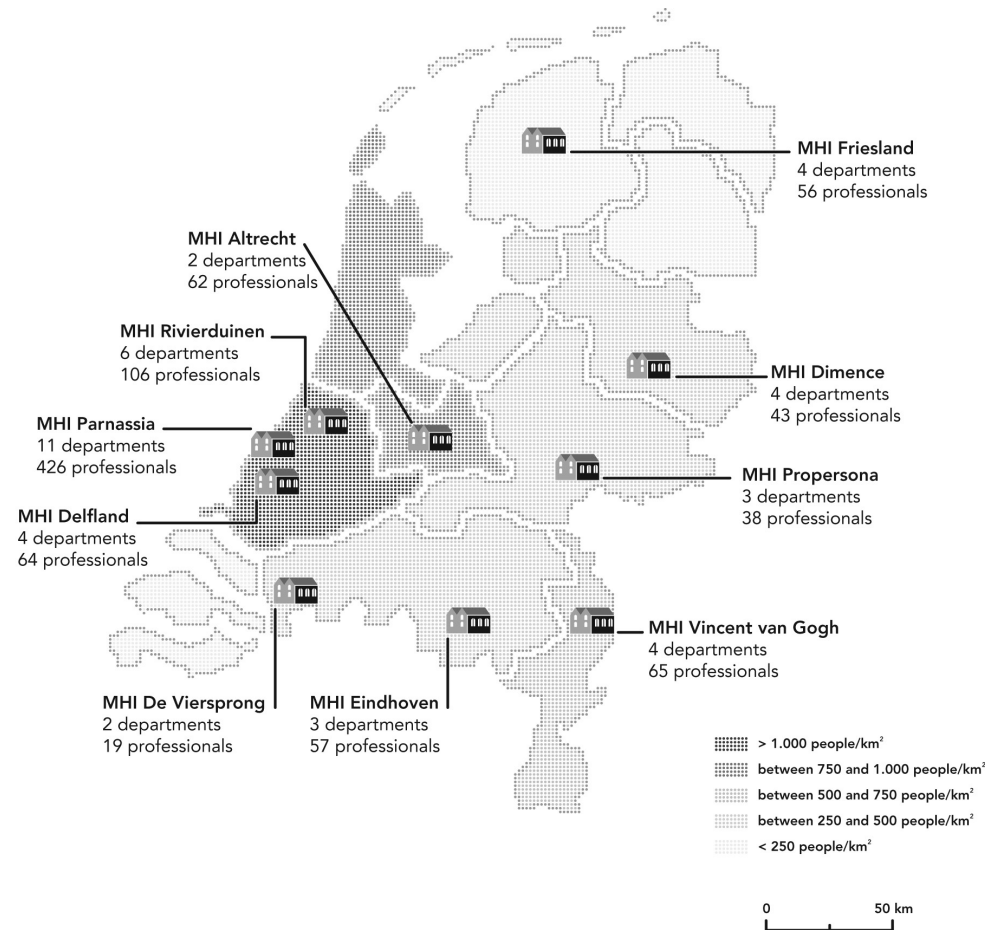 MHI Friesland
4 departments
56 professionals
MHI Altrecht
2 departments
62 professionals
MHI Rivierduinen
6 departments
106 professionals
MHI Dimence
4 departments
43 professionals
MHI Parnassia
11 departments
426 professionals
MHI Propersona
3 departments
38 professionals
MHI Delfland
4 departments
64 professionals
MHI Vincent van Gogh
4 departments
65 professionals
MHI De Viersprong
2 departments
19 professionals
MHI Eindhoven
3 departments
57 professionals
> 1.000 people/km²
between 750 and 1.000 people/km²
between 500 and 750 people/km²
between 250 and 500 people/km²
< 250 people/km²
0 50 km